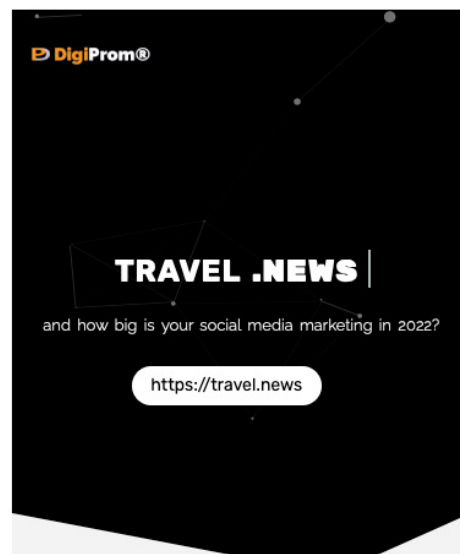 DigiProm®
TRAVEL .NEWS
and how big is your social media marketing in 2022?
https://travel.news